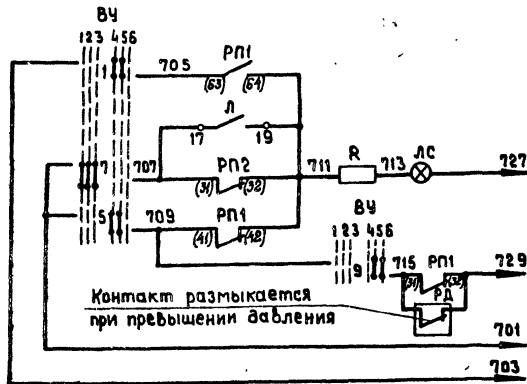 ВУ
123 456
1
705
РП1
(63) (64)
Л
17 19
7
707
РП2
(31) (32)
711
R
713
ЛС
727
5
709
РП1
(41) (42)
ВУ
123 456
9
715
РП1
(31) (32)
729
РД
Контакт размыкается
при превышении давления
701
703